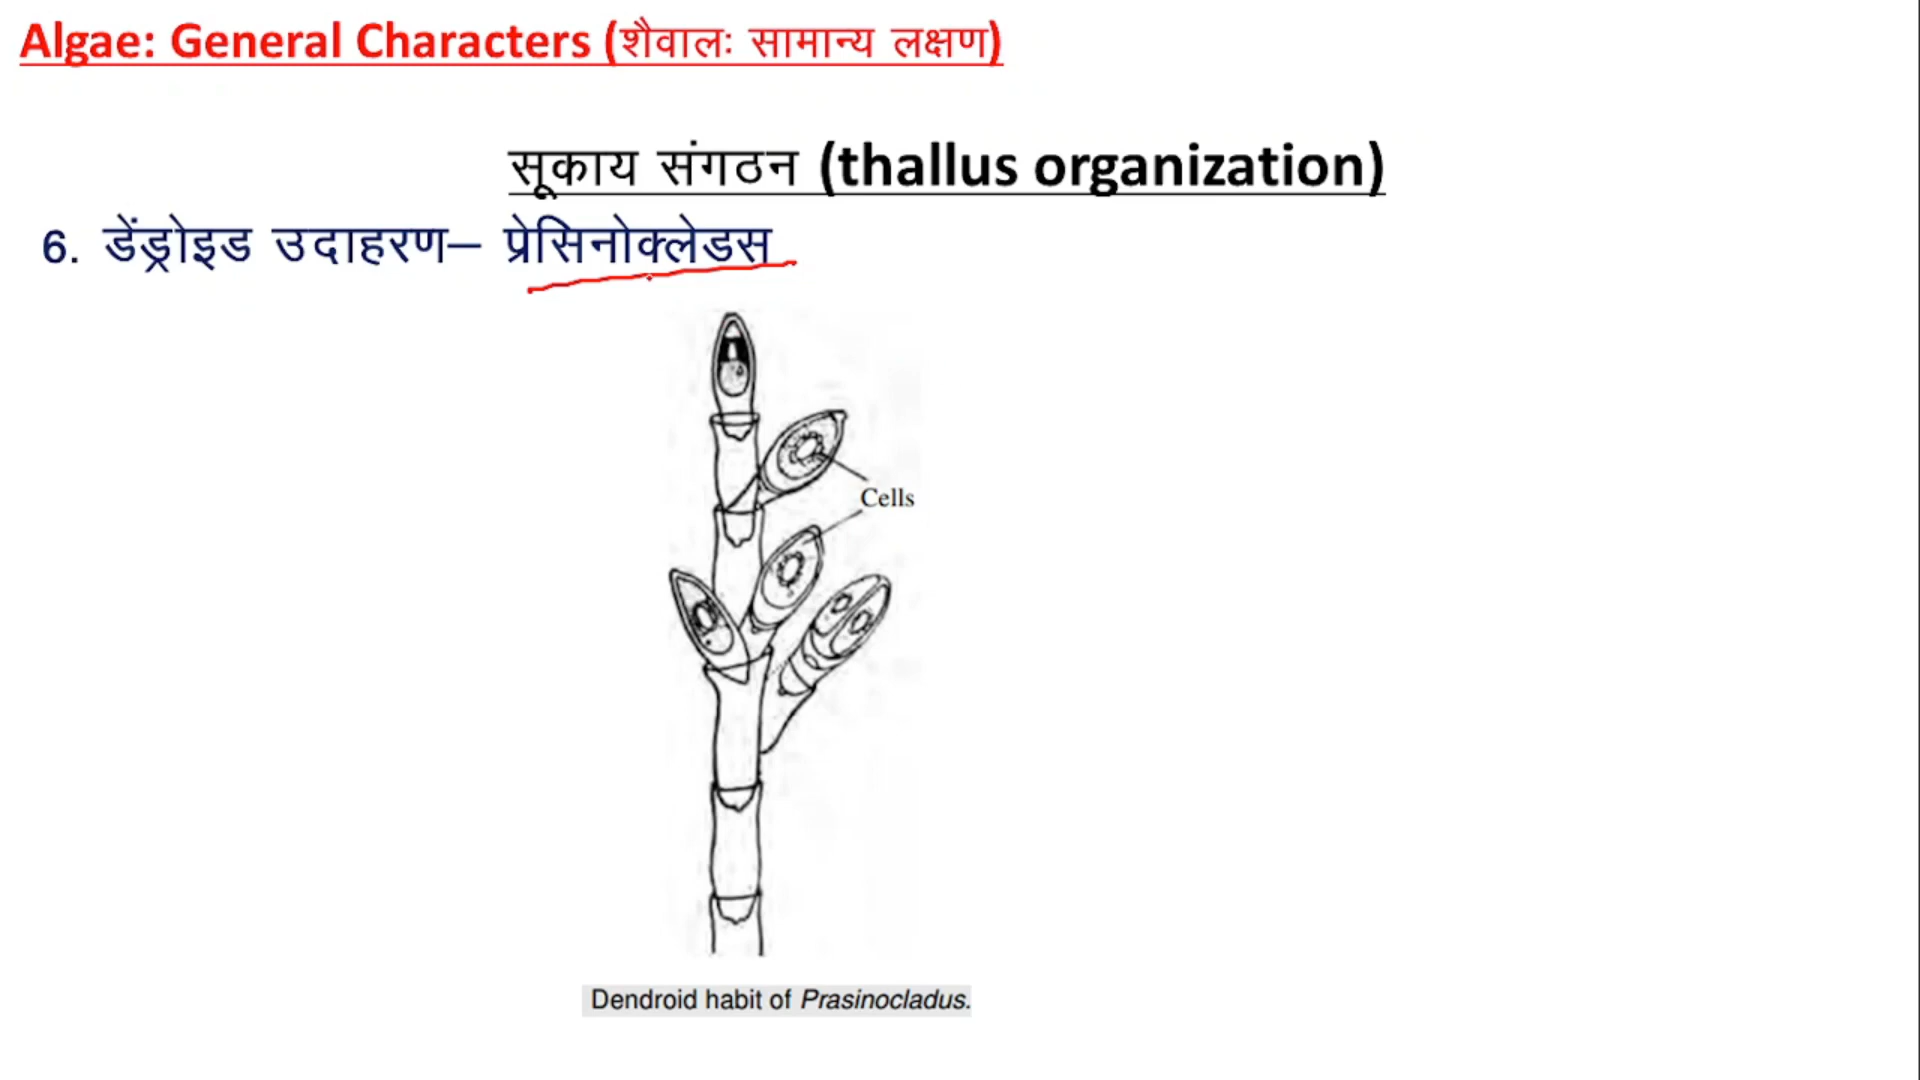 Algae: General Characters (शैवालः सामान्य लक्षण)
सूकाय संगठन (thallus organization)
6. डेंड्रोइड उदाहरण– प्रेसिनोक्लेडस
Cells
Dendroid habit of Prasinocladus.